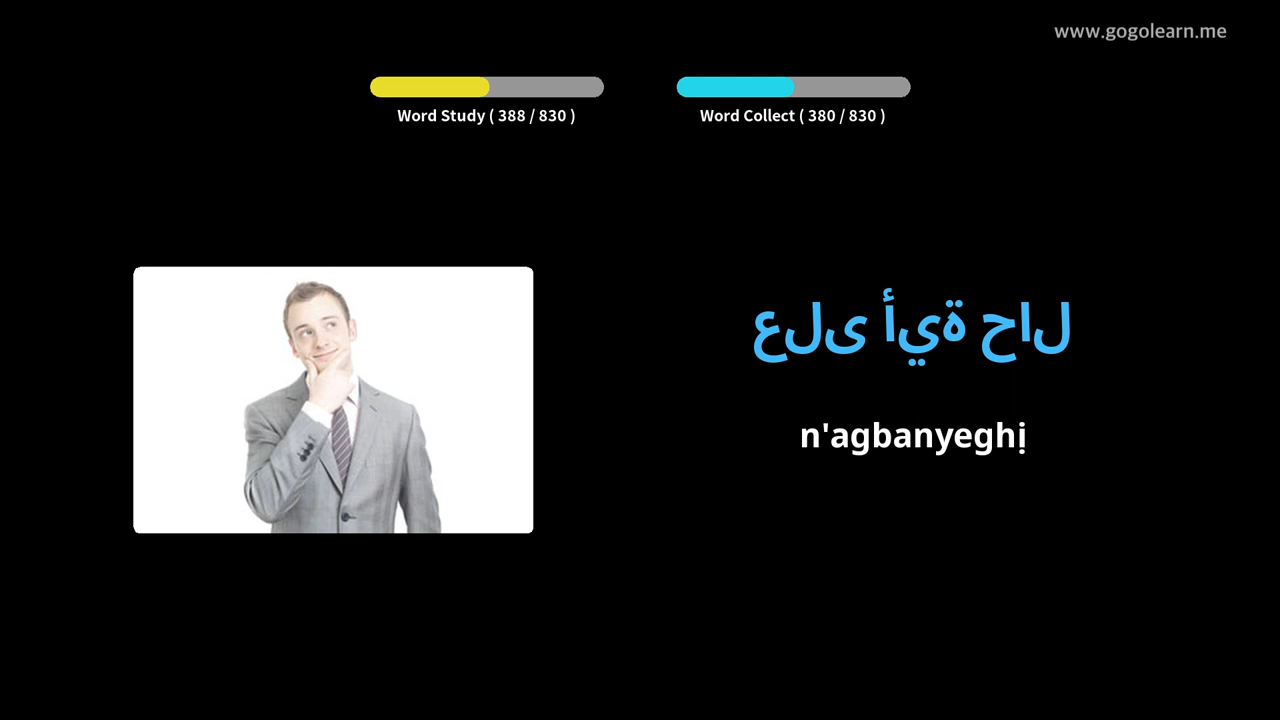 www.gogolearn.me
Word Study ( 388 / 830 )
Word Collect ( 380 / 830 )
على أية حال
n'agbanyeghị